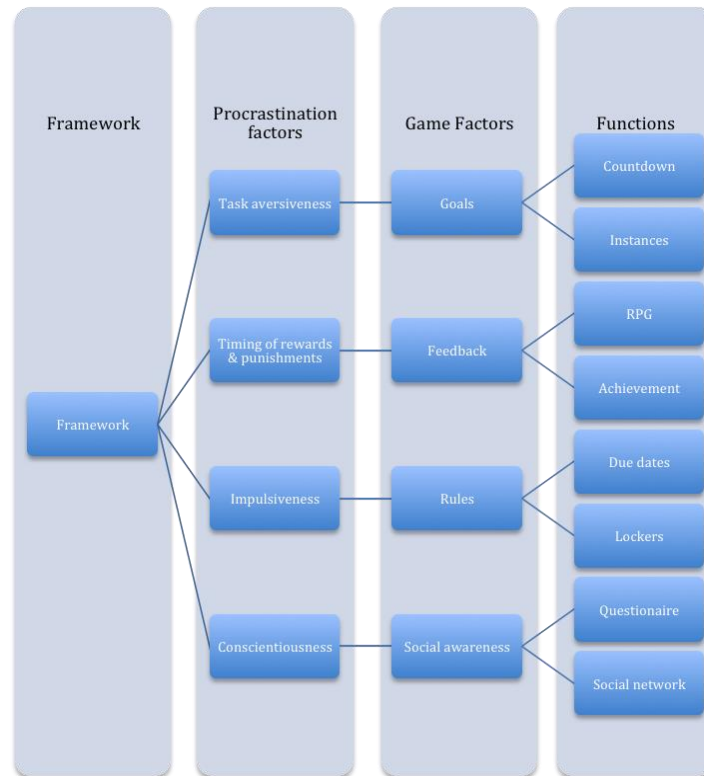 Framework
Procrastination
factors
Game Factors
Functions
Framework
Task aversiveness
Timing of rewards
& punishments
Impulsiveness
Conscientiousness
Goals
Feedback
Rules
Social awareness
Countdown
Instances
RPG
Achievement
Due dates
Lockers
Questionaire
Social network